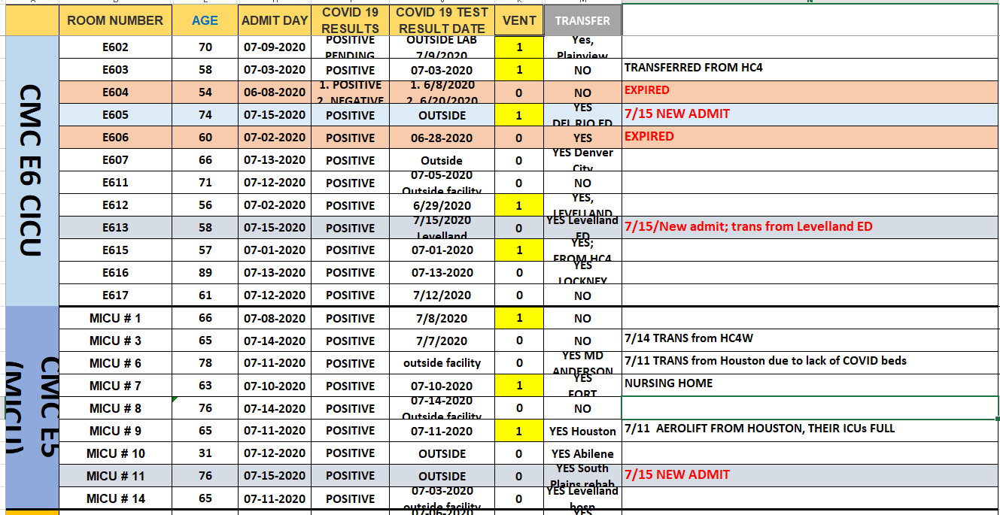 ROOM NUMBER AGE ADMIT DAY COVID 19 RESULTS COVID 19 TEST RESULT DATE VENT TRANSFER
CMC E6 CICU
E602 70 07-09-2020 POSITIVE PENDING OUTSIDE LAB 7/9/2020 1 Yes, Plainview
E603 58 07-03-2020 POSITIVE 07-03-2020 1 NO TRANSFERRED FROM HC4
E604 54 06-08-2020 1. POSITIVE 2. NEGATIVE 1. 6/8/2020 2. 6/20/2020 0 NO EXPIRED
E605 74 07-15-2020 POSITIVE OUTSIDE 1 YES DEL RIO ED 7/15 NEW ADMIT
E606 60 07-02-2020 POSITIVE 06-28-2020 0 YES EXPIRED
E607 66 07-13-2020 POSITIVE Outside 0 YES Denver City
E611 71 07-12-2020 POSITIVE 07-05-2020 Outside facility 0 NO
E612 56 07-02-2020 POSITIVE 6/29/2020 1 YES, LEVELLAND
E613 58 07-15-2020 POSITIVE 7/15/2020 Levelland 0 YES Levelland ED 7/15/New admit; trans from Levelland ED
E615 57 07-01-2020 POSITIVE 07-01-2020 1 YES; FROM HC4
E616 89 07-13-2020 POSITIVE 07-13-2020 0 YES LOCKNEY
E617 61 07-12-2020 POSITIVE 7/12/2020 0 NO
CMC E5 (MICU)
MICU # 1 66 07-08-2020 POSITIVE 7/8/2020 1 NO
MICU # 3 65 07-14-2020 POSITIVE 7/7/2020 0 NO 7/14 TRANS from HC4W
MICU # 6 78 07-11-2020 POSITIVE outside facility 0 YES MD ANDERSON 7/11 TRANS from Houston due to lack of COVID beds
MICU # 7 63 07-10-2020 POSITIVE 07-10-2020 1 YES FORT NURSING HOME
MICU # 8 76 07-14-2020 POSITIVE 07-14-2020 Outside facility 0 NO
MICU # 9 65 07-11-2020 POSITIVE 07-11-2020 1 YES Houston 7/11 AEROLIFT FROM HOUSTON, THEIR ICUs FULL
MICU # 10 31 07-12-2020 POSITIVE OUTSIDE 0 YES Abilene
MICU # 11 76 07-15-2020 POSITIVE OUTSIDE 0 YES South Plains rehab 7/15 NEW ADMIT
MICU # 14 65 07-11-2020 POSITIVE 07-03-2020 outside facility 0 YES Levelland hosp
07-06-2020 YES